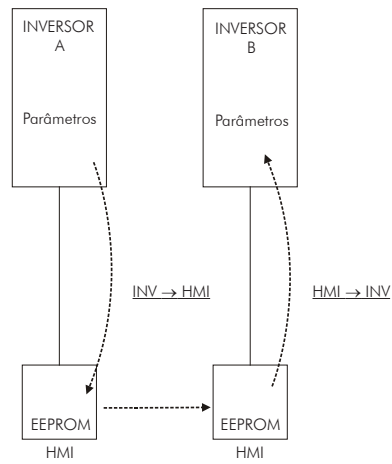 INVERSOR
A
Parâmetros
INVERSOR
B
Parâmetros
INV → HMI
HMI → INV
EEPROM
HMI
EEPROM
HMI